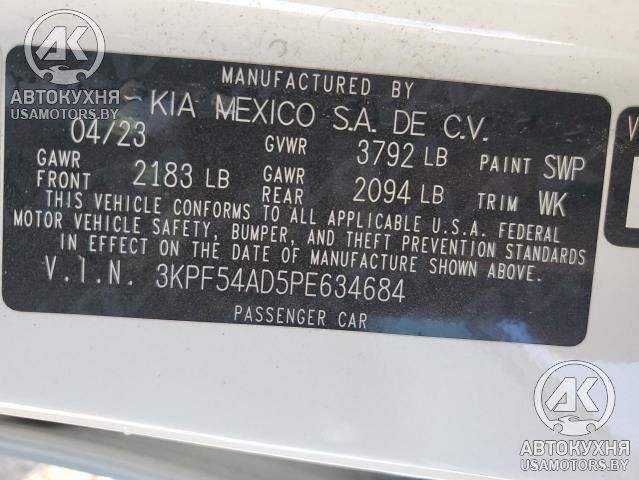 AK
АВТОКУХНЯ
USAMOTORS.BY
MANUFACTURED BY
KIA MEXICO S.A. DE C.V.
04/23 GVWR 3792 LB PAINT SWP
GAWR FRONT 2183 LB GAWR REAR 2094 LB TRIM WK
THIS VEHICLE CONFORMS TO ALL APPLICABLE U.S.A. FEDERAL
MOTOR VEHICLE SAFETY, BUMPER, AND THEFT PREVENTION STANDARDS
IN EFFECT ON THE DATE OF MANUFACTURE SHOWN ABOVE.
V.I.N. 3KPF54AD5PE634684
PASSENGER CAR
V
AK
АВТОКУХНЯ
USAMOTORS.BY